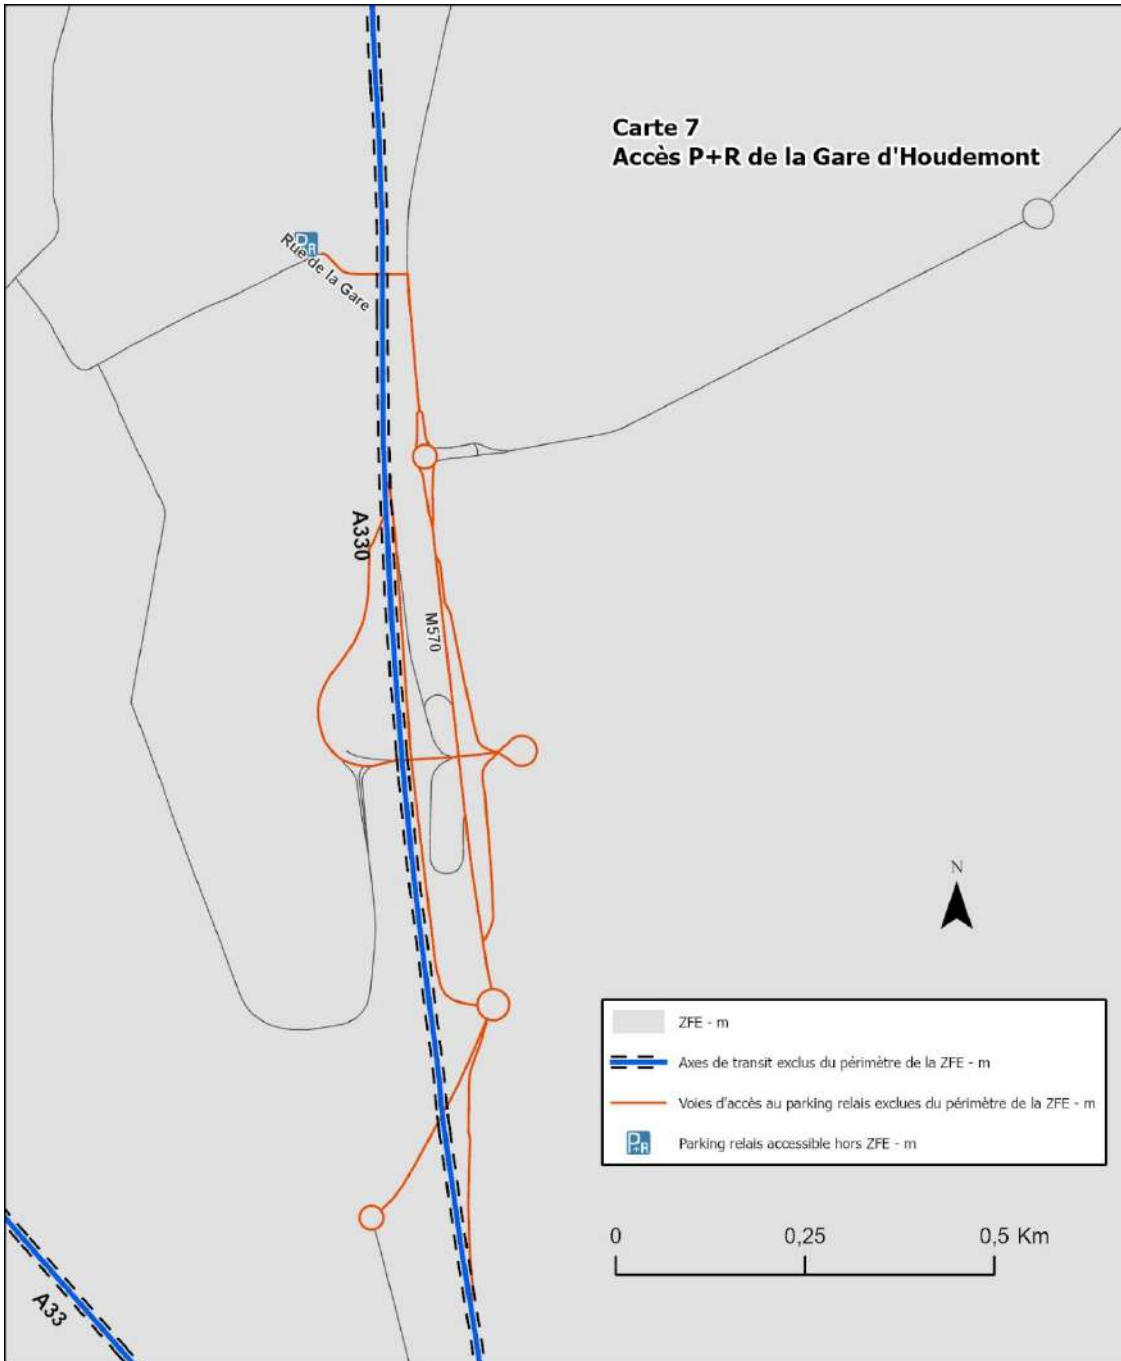 Carte 7
Accès P+R de la Gare d'Houdemont
P+R
Rue de la Gare
A330
M570
N
ZFE - m
Axes de transit exclus du périmètre de la ZFE - m
Voies d'accès au parking relais exclues du périmètre de la ZFE - m
P+R
Parking relais accessible hors ZFE - m
0
0,25
0,5 Km
A33